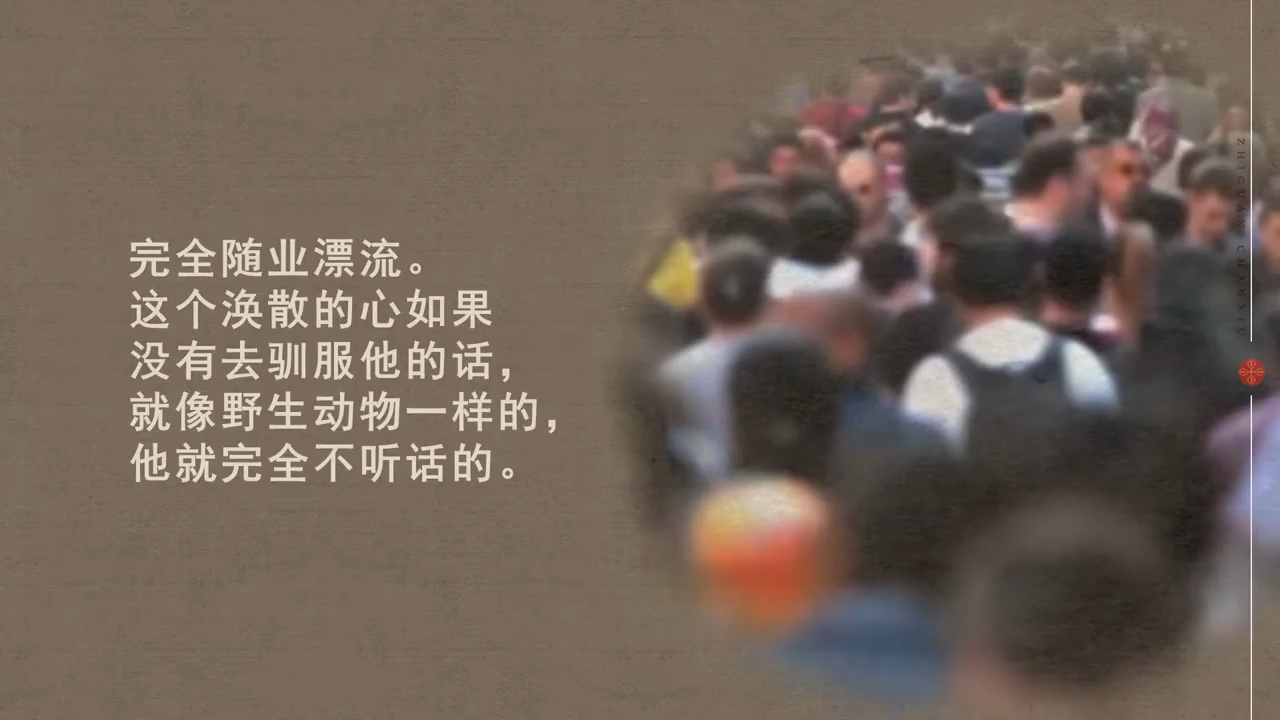 完全随业漂流。
这个涣散的心如果
没有去驯服他的话，
就像野生动物一样的，
他就完全不听话的。
ZHIGUAN CHANXIU